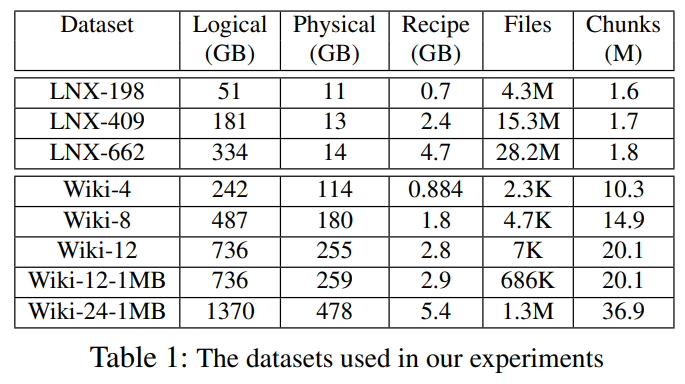 Dataset Logical Physical Recipe Files Chunks
(GB) (GB) (GB) (M)
LNX-198 51 11 0.7 4.3M 1.6
LNX-409 181 13 2.4 15.3M 1.7
LNX-662 334 14 4.7 28.2M 1.8
Wiki-4 242 114 0.884 2.3K 10.3
Wiki-8 487 180 1.8 4.7K 14.9
Wiki-12 736 255 2.8 7K 20.1
Wiki-12-1MB 736 259 2.9 686K 20.1
Wiki-24-1MB 1370 478 5.4 1.3M 36.9
Table 1: The datasets used in our experiments